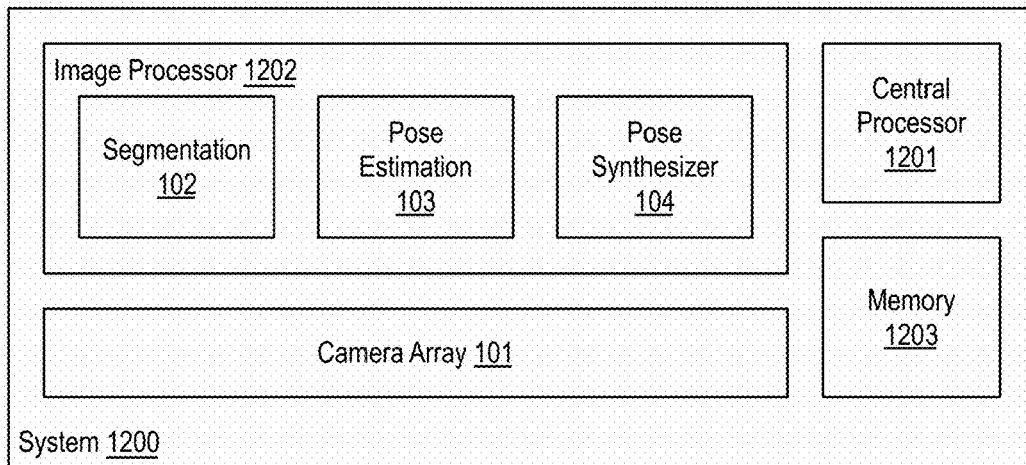 Image Processor 1202
Segmentation
102
Pose
Estimation
103
Pose
Synthesizer
104
Central
Processor
1201
Memory
1203
Camera Array 101
System 1200